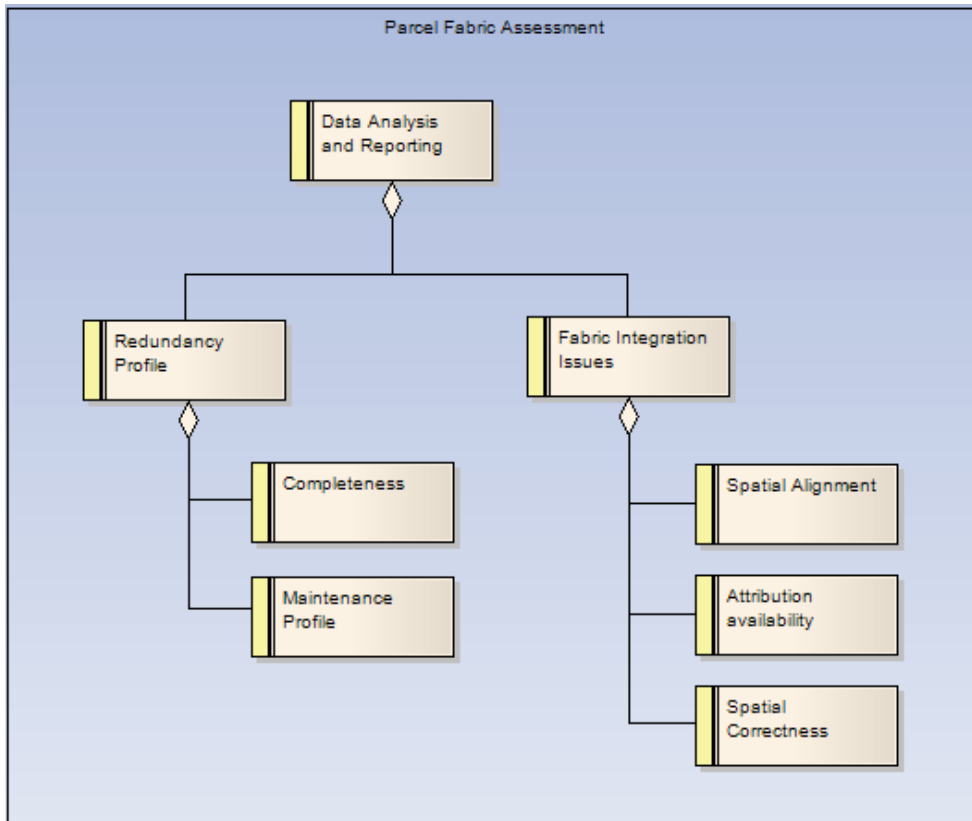 Parcel Fabric Assessment
Data Analysis
and Reporting
Redundancy
Profile
Fabric Integration
Issues
Completeness
Maintenance
Profile
Spatial Alignment
Attribution
availability
Spatial
Correctness